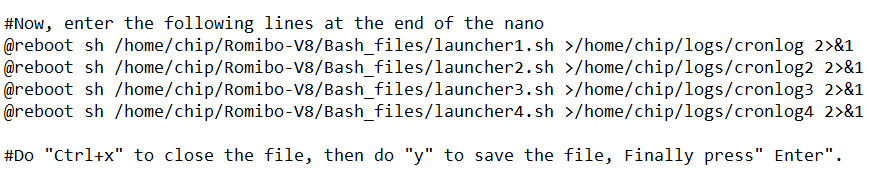 #Now, enter the following lines at the end of the nano
@reboot sh /home/chip/Romibo-V8/Bash_files/launcher1.sh >/home/chip/logs/cronlog 2>&1
@reboot sh /home/chip/Romibo-V8/Bash_files/launcher2.sh >/home/chip/logs/cronlog2 2>&1
@reboot sh /home/chip/Romibo-V8/Bash_files/launcher3.sh >/home/chip/logs/cronlog3 2>&1
@reboot sh /home/chip/Romibo-V8/Bash_files/launcher4.sh >/home/chip/logs/cronlog4 2>&1
#Do "Ctrl+x" to close the file, then do "y" to save the file, Finally press" Enter".